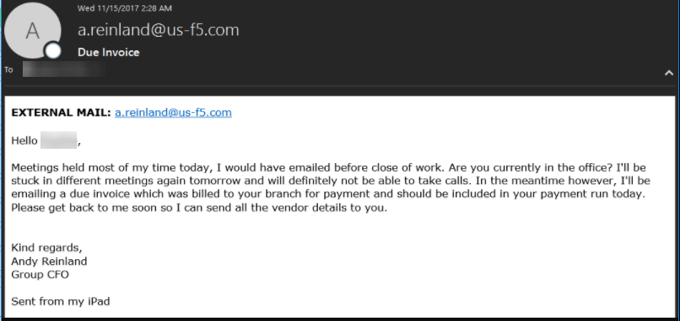 Wed 11/15/2017 2:28 AM
A
a.reinland@us-f5.com
Due Invoice
To
EXTERNAL MAIL: a.reinland@us-f5.com
Hello ,
Meetings held most of my time today, I would have emailed before close of work. Are you currently in the office? I'll be
stuck in different meetings again tomorrow and will definitely not be able to take calls. In the meantime however, I'll be
emailing a due invoice which was billed to your branch for payment and should be included in your payment run today.
Please get back to me soon so I can send all the vendor details to you.
Kind regards,
Andy Reinland
Group CFO
Sent from my iPad